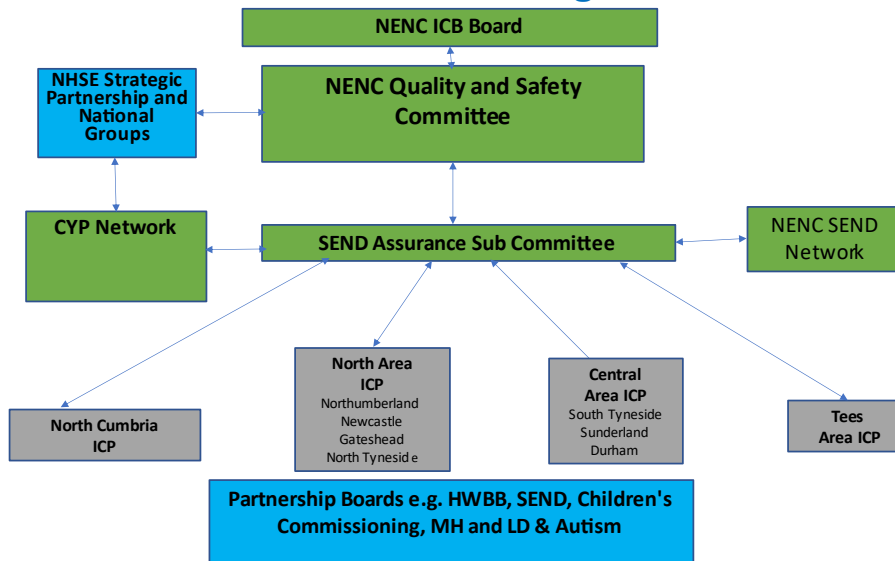 NENC ICB Board
NHSE Strategic
Partnership and
National
Groups
NENC Quality and Safety
Committee
CYP Network
SEND Assurance Sub Committee
NENC SEND
Network
North Cumbria
ICP
North Area
ICP
Northumberland
Newcastle
Gateshead
North Tyneside
Central
Area ICP
South Tyneside
Sunderland
Durham
Tees
Area ICP
Partnership Boards e.g. HWBB, SEND, Children's
Commissioning, MH and LD & Autism